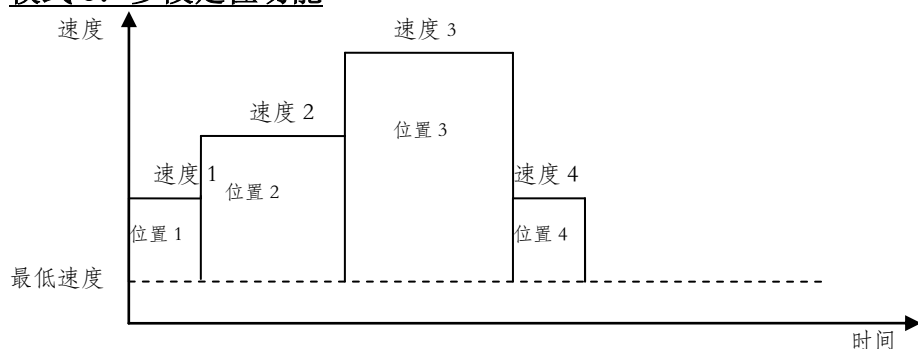 速度
速度 3
速度 2
位置 3
速度 1
位置 2
速度 4
位置 1
位置 4
最低速度
时间